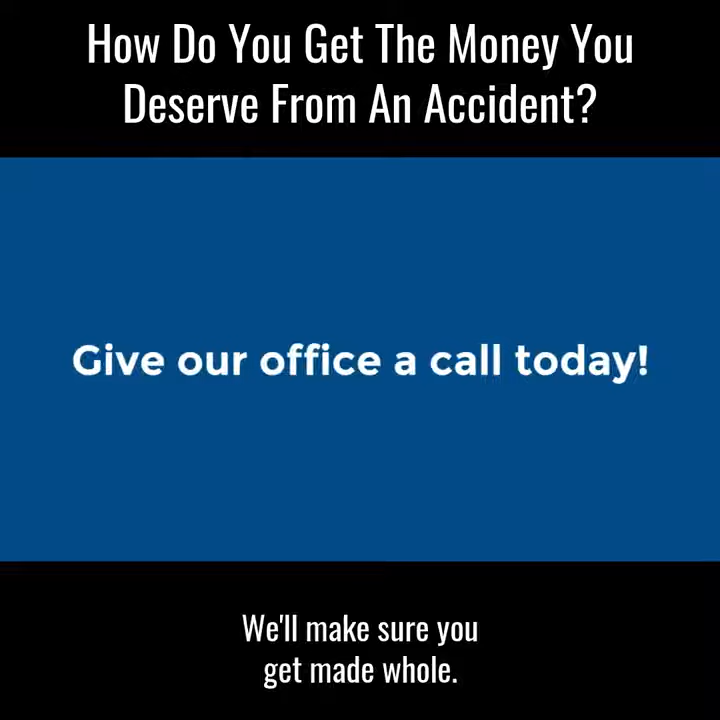 How Do You Get The Money You
Deserve From An Accident?
Give our office a call today!
We'll make sure you
get made whole.